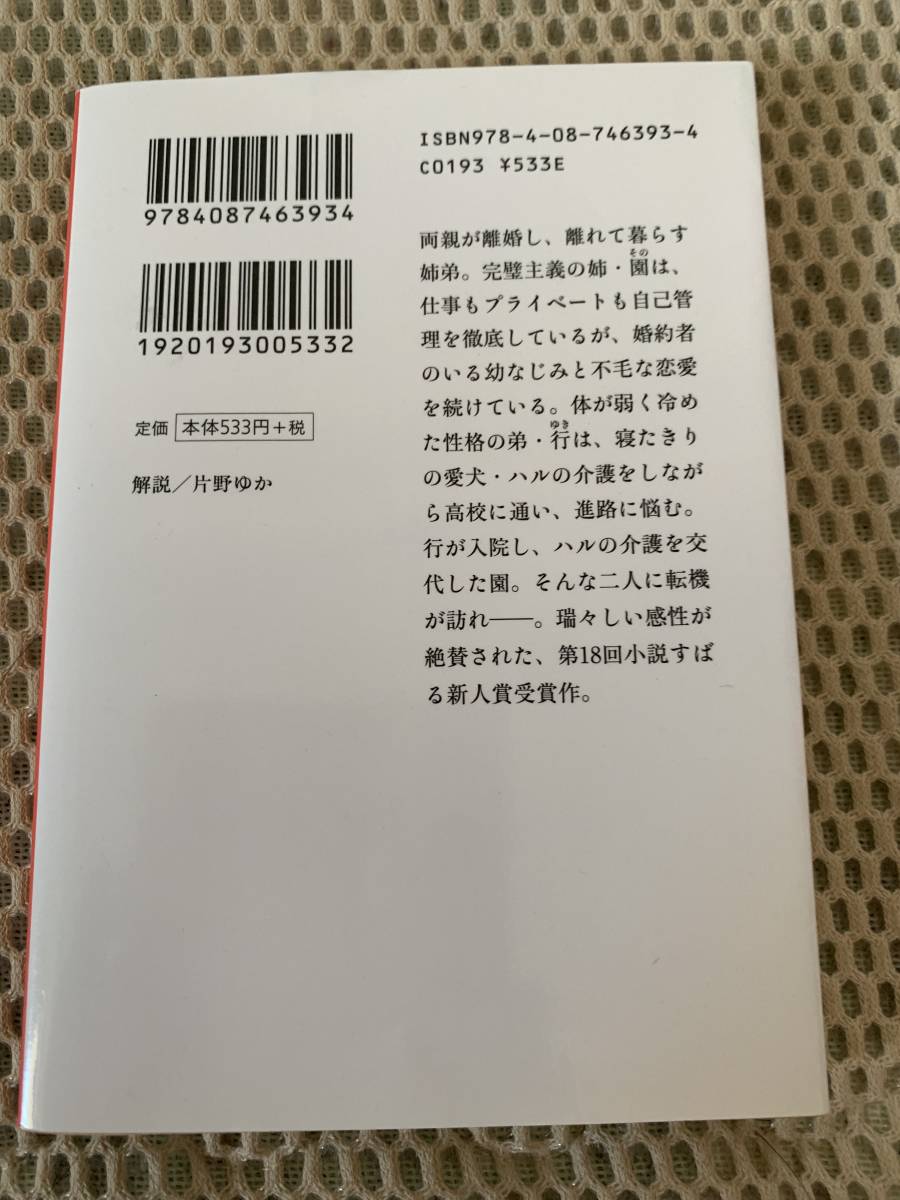 9784087463934
1920193005332
定価 本体533円+税
解説／片野ゆか
ISBN978-4-08-746393-4
C0193 ¥533E
両親が離婚し、離れて暮らす
姉弟。完璧主義の姉・園は、
その
仕事もプライベートも自己管
理を徹底しているが、婚約者
のいる幼なじみと不毛な恋愛
を続けている。体が弱く冷め
た性格の弟・行は、寝たきり
ゆき
の愛犬・ハルの介護をしなが
ら高校に通い、進路に悩む。
行が入院し、ハルの介護を交
代した園。そんな二人に転機
が訪れ――。瑞々しい感性が
絶賛された、第18回小説すば
る新人賞受賞作。